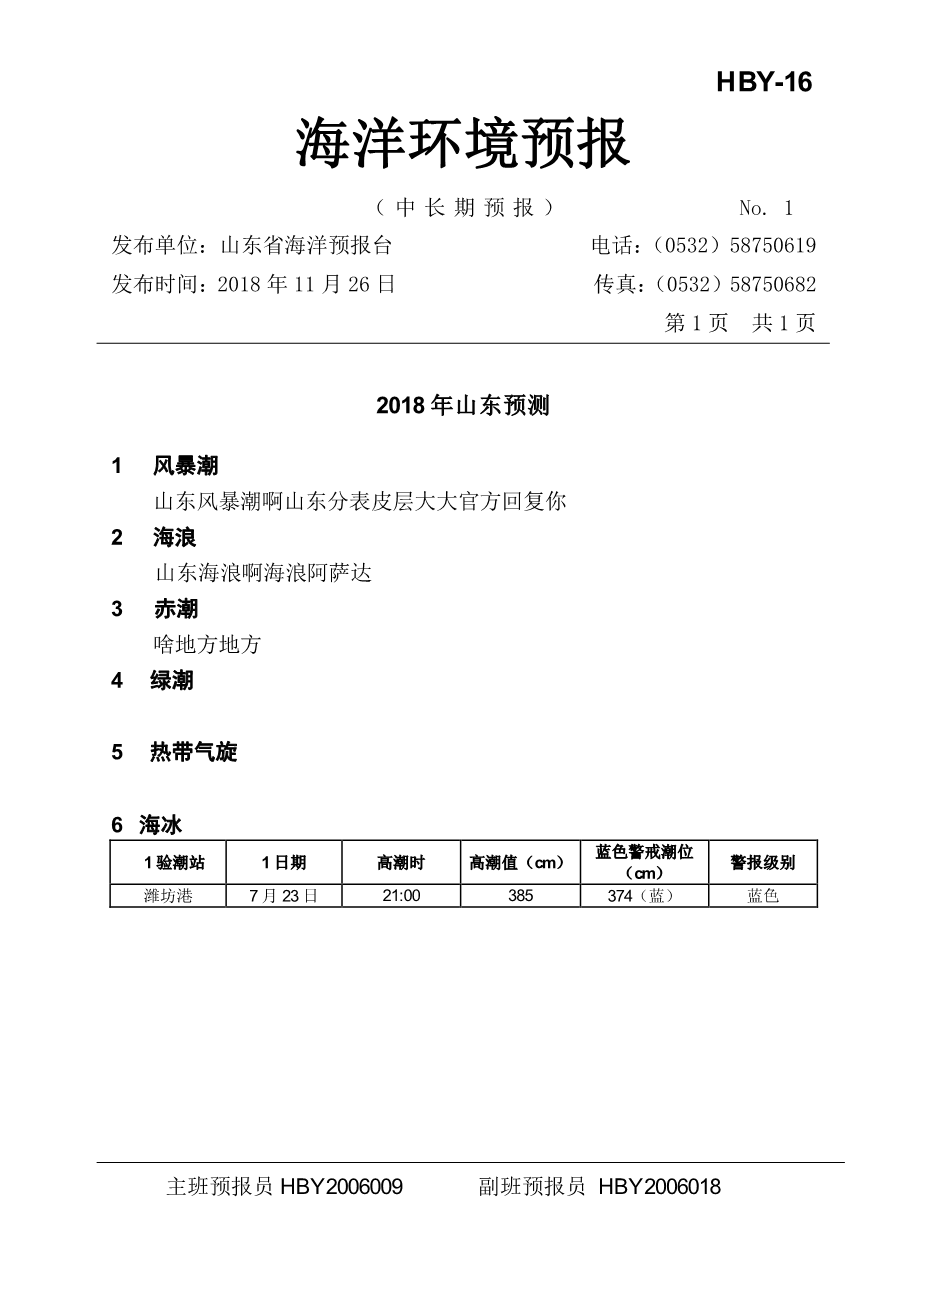 HBY-16
海洋环境预报
（中长期预报） No. 1
发布单位：山东省海洋预报台 电话：（0532）58750619
发布时间：2018 年 11 月 26 日 传真：（0532）58750682
第 1 页 共 1 页
2018 年山东预测
1 风暴潮
山东风暴潮啊山东分表皮层大大官方回复你
2 海浪
山东海浪啊海浪阿萨达
3 赤潮
啥地方地方
4 绿潮
5 热带气旋
6 海冰
1 验潮站 1 日期 高潮时 高潮值（cm） 蓝色警戒潮位（cm） 警报级别
潍坊港 7 月 23 日 21:00 385 374（蓝） 蓝色
主班预报员 HBY2006009 副班预报员 HBY2006018